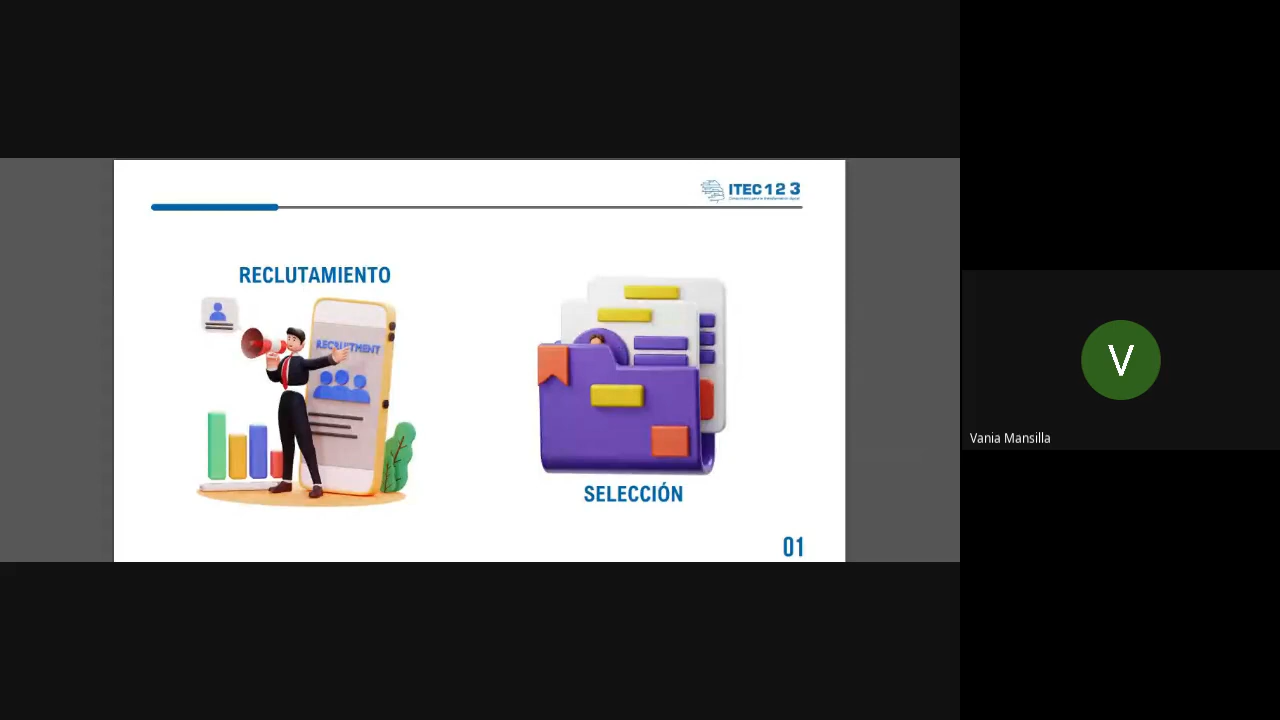 ITEC 1 2 3
RECLUTAMIENTO
RECRUITMENT
SELECCIÓN
01
V
Vania Mansilla